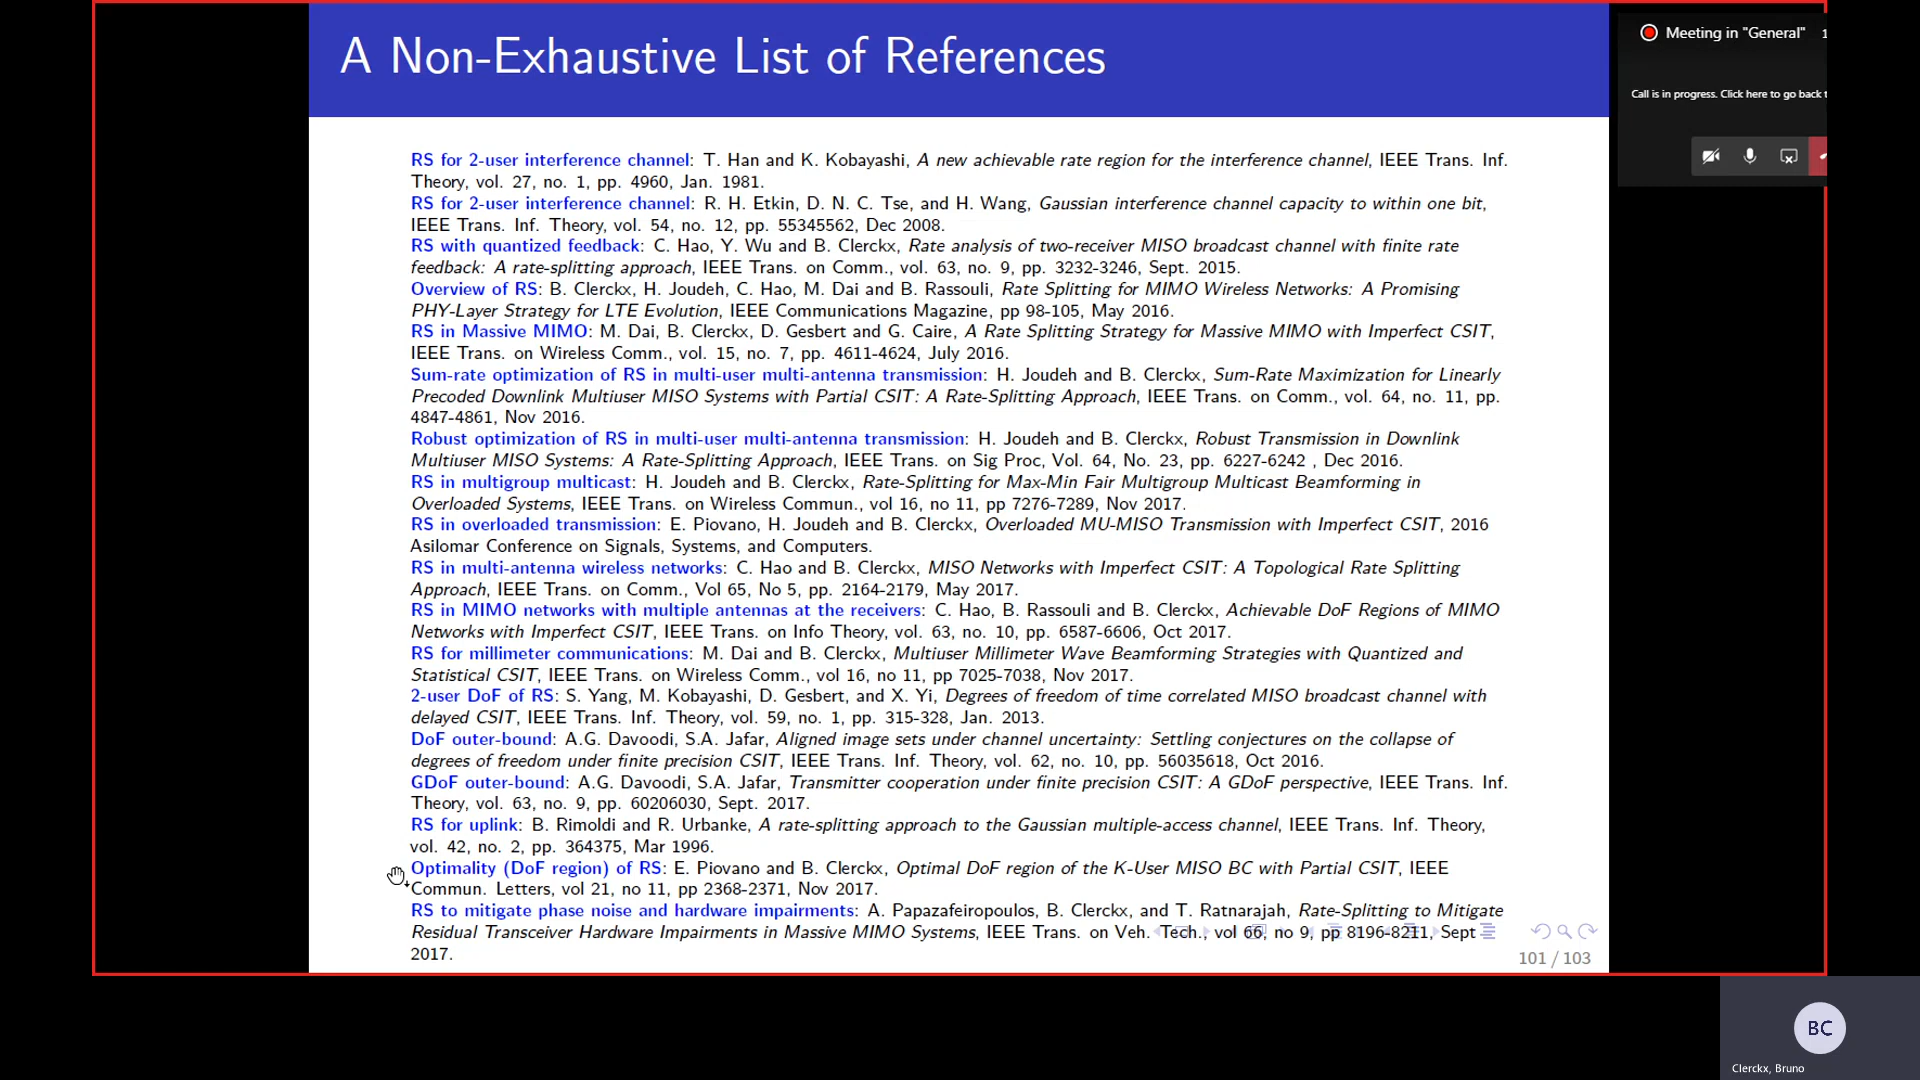 A Non-Exhaustive List of References
Meeting in "General"
Call is in progress. Click here to go back
RS for 2-user interference channel: T. Han and K. Kobayashi, A new achievable rate region for the interference channel, IEEE Trans. Inf.
Theory, vol. 27, no. 1, pp. 4960, Jan. 1981.
RS for 2-user interference channel: R. H. Etkin, D. N. C. Tse, and H. Wang, Gaussian interference channel capacity to within one bit,
IEEE Trans. Inf. Theory, vol. 54, no. 12, pp. 55345562, Dec 2008.
RS with quantized feedback: C. Hao, Y. Wu and B. Clerckx, Rate analysis of two-receiver MISO broadcast channel with finite rate
feedback: A rate-splitting approach, IEEE Trans. on Comm., vol. 63, no. 9, pp. 3232-3246, Sept. 2015.
Overview of RS: B. Clerckx, H. Joudeh, C. Hao, M. Dai and B. Rassouli, Rate Splitting for MIMO Wireless Networks: A Promising
PHY-Layer Strategy for LTE Evolution, IEEE Communications Magazine, pp 98-105, May 2016.
RS in Massive MIMO: M. Dai, B. Clerckx, D. Gesbert and G. Caire, A Rate Splitting Strategy for Massive MIMO with Imperfect CSIT,
IEEE Trans. on Wireless Comm., vol. 15, no. 7, pp. 4611-4624, July 2016.
Sum-rate optimization of RS in multi-user multi-antenna transmission: H. Joudeh and B. Clerckx, Sum-Rate Maximization for Linearly
Precoded Downlink Multiuser MISO Systems with Partial CSIT: A Rate-Splitting Approach, IEEE Trans. on Comm., vol. 64, no. 11, pp.
4847-4861, Nov 2016.
Robust optimization of RS in multi-user multi-antenna transmission: H. Joudeh and B. Clerckx, Robust Transmission in Downlink
Multiuser MISO Systems: A Rate-Splitting Approach, IEEE Trans. on Sig Proc, Vol. 64, No. 23, pp. 6227-6242 , Dec 2016.
RS in multigroup multicast: H. Joudeh and B. Clerckx, Rate-Splitting for Max-Min Fair Multigroup Multicast Beamforming in
Overloaded Systems, IEEE Trans. on Wireless Commun., vol 16, no 11, pp 7276-7289, Nov 2017.
RS in overloaded transmission: E. Piovano, H. Joudeh and B. Clerckx, Overloaded MU-MISO Transmission with Imperfect CSIT, 2016
Asilomar Conference on Signals, Systems, and Computers.
RS in multi-antenna wireless networks: C. Hao and B. Clerckx, MISO Networks with Imperfect CSIT: A Topological Rate Splitting
Approach, IEEE Trans. on Comm., Vol 65, No 5, pp. 2164-2179, May 2017.
RS in MIMO networks with multiple antennas at the receivers: C. Hao, B. Rassouli and B. Clerckx, Achievable DoF Regions of MIMO
Networks with Imperfect CSIT, IEEE Trans. on Info Theory, vol. 63, no. 10, pp. 6587-6606, Oct 2017.
RS for millimeter communications: M. Dai and B. Clerckx, Multiuser Millimeter Wave Beamforming Strategies with Quantized and
Statistical CSIT, IEEE Trans. on Wireless Comm., vol 16, no 11, pp 7025-7038, Nov 2017.
2-user DoF of RS: S. Yang, M. Kobayashi, D. Gesbert, and X. Yi, Degrees of freedom of time correlated MISO broadcast channel with
delayed CSIT, IEEE Trans. Inf. Theory, vol. 59, no. 1, pp. 315-328, Jan. 2013.
DoF outer-bound: A.G. Davoodi, S.A. Jafar, Aligned image sets under channel uncertainty: Settling conjectures on the collapse of
degrees of freedom under finite precision CSIT, IEEE Trans. Inf. Theory, vol. 62, no. 10, pp. 56035618, Oct 2016.
GDoF outer-bound: A.G. Davoodi, S.A. Jafar, Transmitter cooperation under finite precision CSIT: A GDoF perspective, IEEE Trans. Inf.
Theory, vol. 63, no. 9, pp. 60206030, Sept. 2017.
RS for uplink: B. Rimoldi and R. Urbanke, A rate-splitting approach to the Gaussian multiple-access channel, IEEE Trans. Inf. Theory,
vol. 42, no. 2, pp. 364375, Mar 1996.
Optimality (DoF region) of RS: E. Piovano and B. Clerckx, Optimal DoF region of the K-User MISO BC with Partial CSIT, IEEE
Commun. Letters, vol 21, no 11, pp 2368-2371, Nov 2017.
RS to mitigate phase noise and hardware impairments: A. Papazafeiropoulos, B. Clerckx, and T. Ratnarajah, Rate-Splitting to Mitigate
Residual Transceiver Hardware Impairments in Massive MIMO Systems, IEEE Trans. on Veh. Tech., vol 66, no 9, pp 8196-8211, Sept
2017.
101 / 103
BC
Clerckx, Bruno